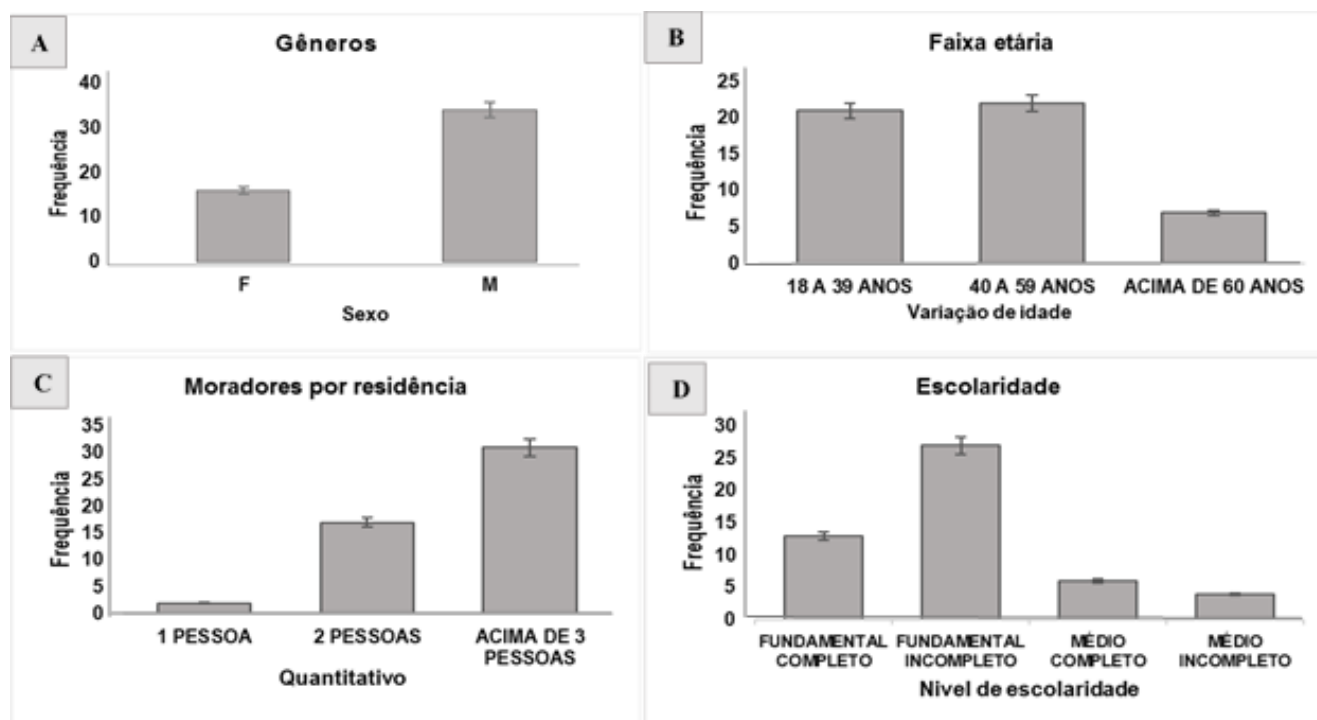 A
Gêneros
Frequência
40
30
20
10
0
F M
Sexo
B
Faixa etária
Frequência
25
20
15
10
5
0
18 A 39 ANOS 40 A 59 ANOS ACIMA DE 60 ANOS
Variação de idade
C
Moradores por residência
Frequência
35
30
25
20
15
10
5
0
1 PESSOA 2 PESSOAS ACIMA DE 3
PESSOAS
Quantitativo
D
Escolaridade
Frequência
30
25
20
15
10
5
0
FUNDAMENTAL FUNDAMENTAL MÉDIO MÉDIO
COMPLETO INCOMPLETO COMPLETO INCOMPLETO
Nivel de escolaridade